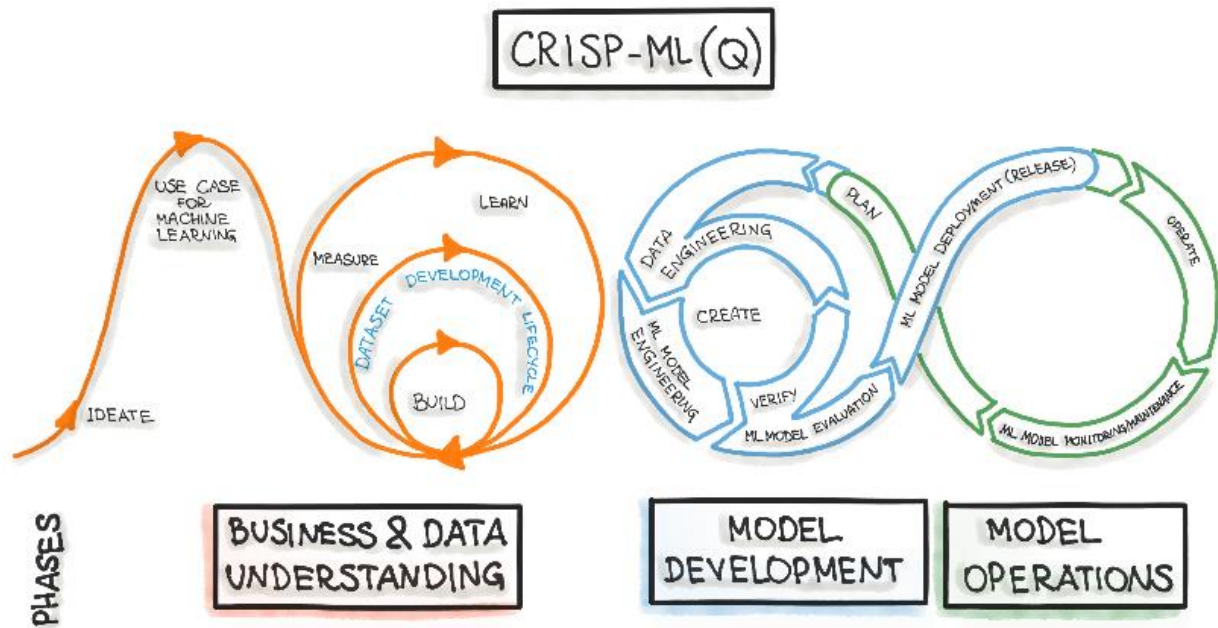 CRISP-ML(Q)
IDEATE
USE CASE
FOR
MACHINE
LEARNING
MEASURE
LEARN
DATASET DEVELOPMENT LIFECYCLE
BUILD
DATA
ENGINEERING
ML MODEL
ENGINEERING
CREATE
VERIFY
ML MODEL EVALUATION
PLAN
ML MODEL DEPLOYMENT (RELEASE)
OPERATE
ML MODEL MONITORING/MAINTENANCE
PHASES
BUSINESS & DATA
UNDERSTANDING
MODEL
DEVELOPMENT
MODEL
OPERATIONS